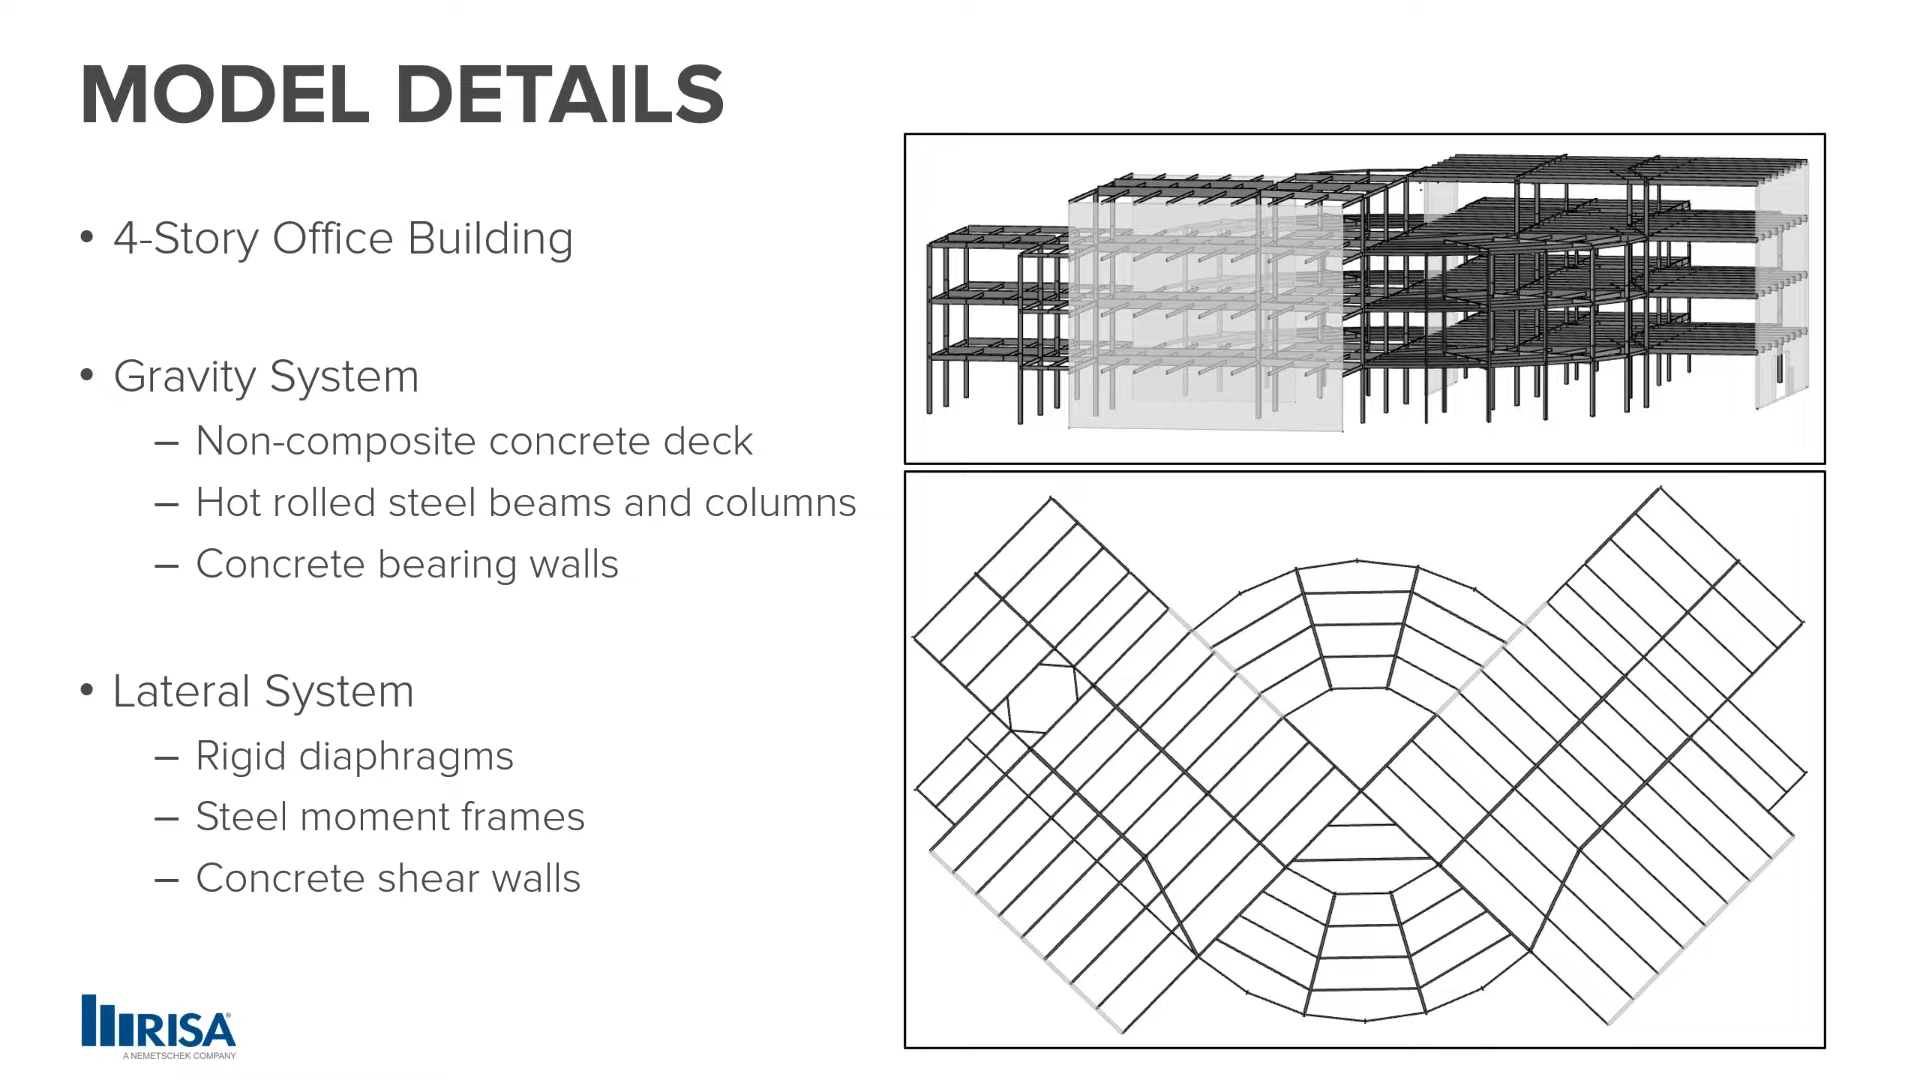 MODEL DETAILS
• 4-Story Office Building
• Gravity System
– Non-composite concrete deck
– Hot rolled steel beams and columns
– Concrete bearing walls
• Lateral System
– Rigid diaphragms
– Steel moment frames
– Concrete shear walls
RISA®
A NEMETSCHEK COMPANY